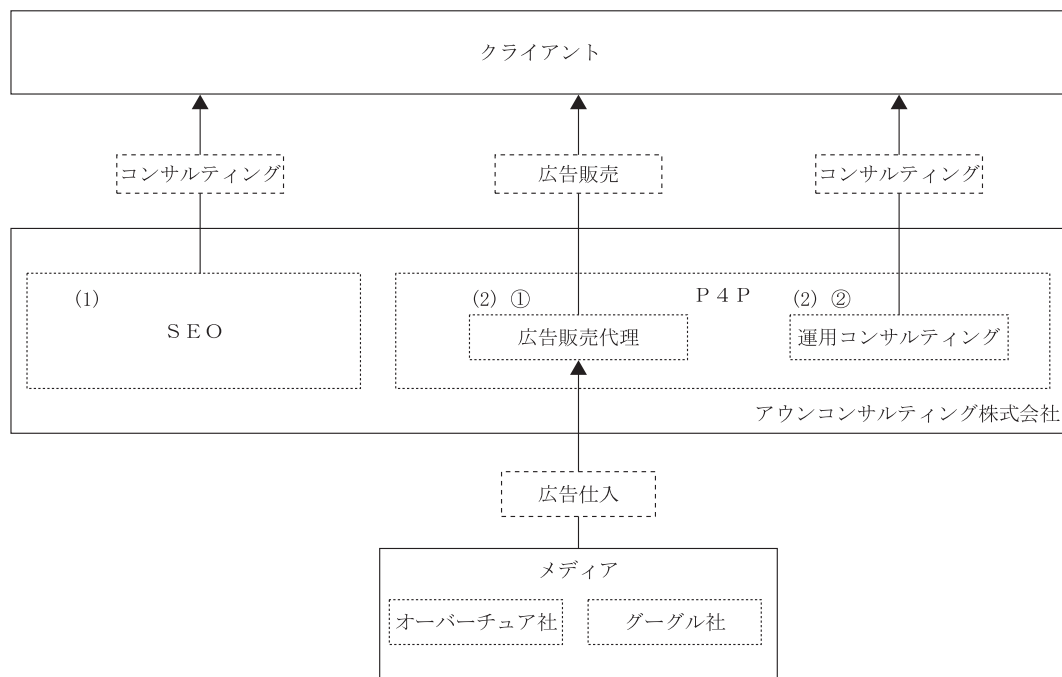 クライアント
コンサルティング
広告販売
コンサルティング
(1)
ＳＥＯ
(2) ①
Ｐ４Ｐ
(2) ②
広告販売代理
運用コンサルティング
アウンコンサルティング株式会社
広告仕入
メディア
オーバーチュア社
グーグル社